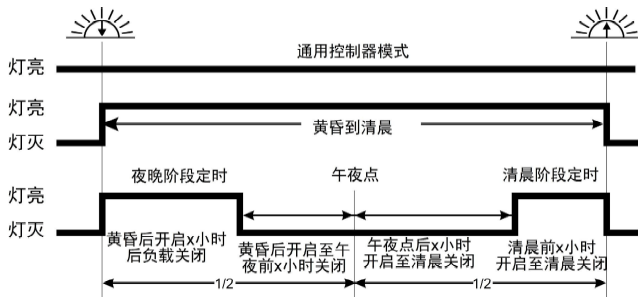 通用控制器模式
灯亮
灯亮
黄昏到清晨
灯灭
夜晚阶段定时
午夜点
清晨阶段定时
灯亮
灯灭
黄昏后开启x小时
后负载关闭
黄昏后开启至午
夜前x小时关闭
午夜点后x小时
开启至清晨关闭
清晨前x小时
开启至清晨关闭
1/2
1/2